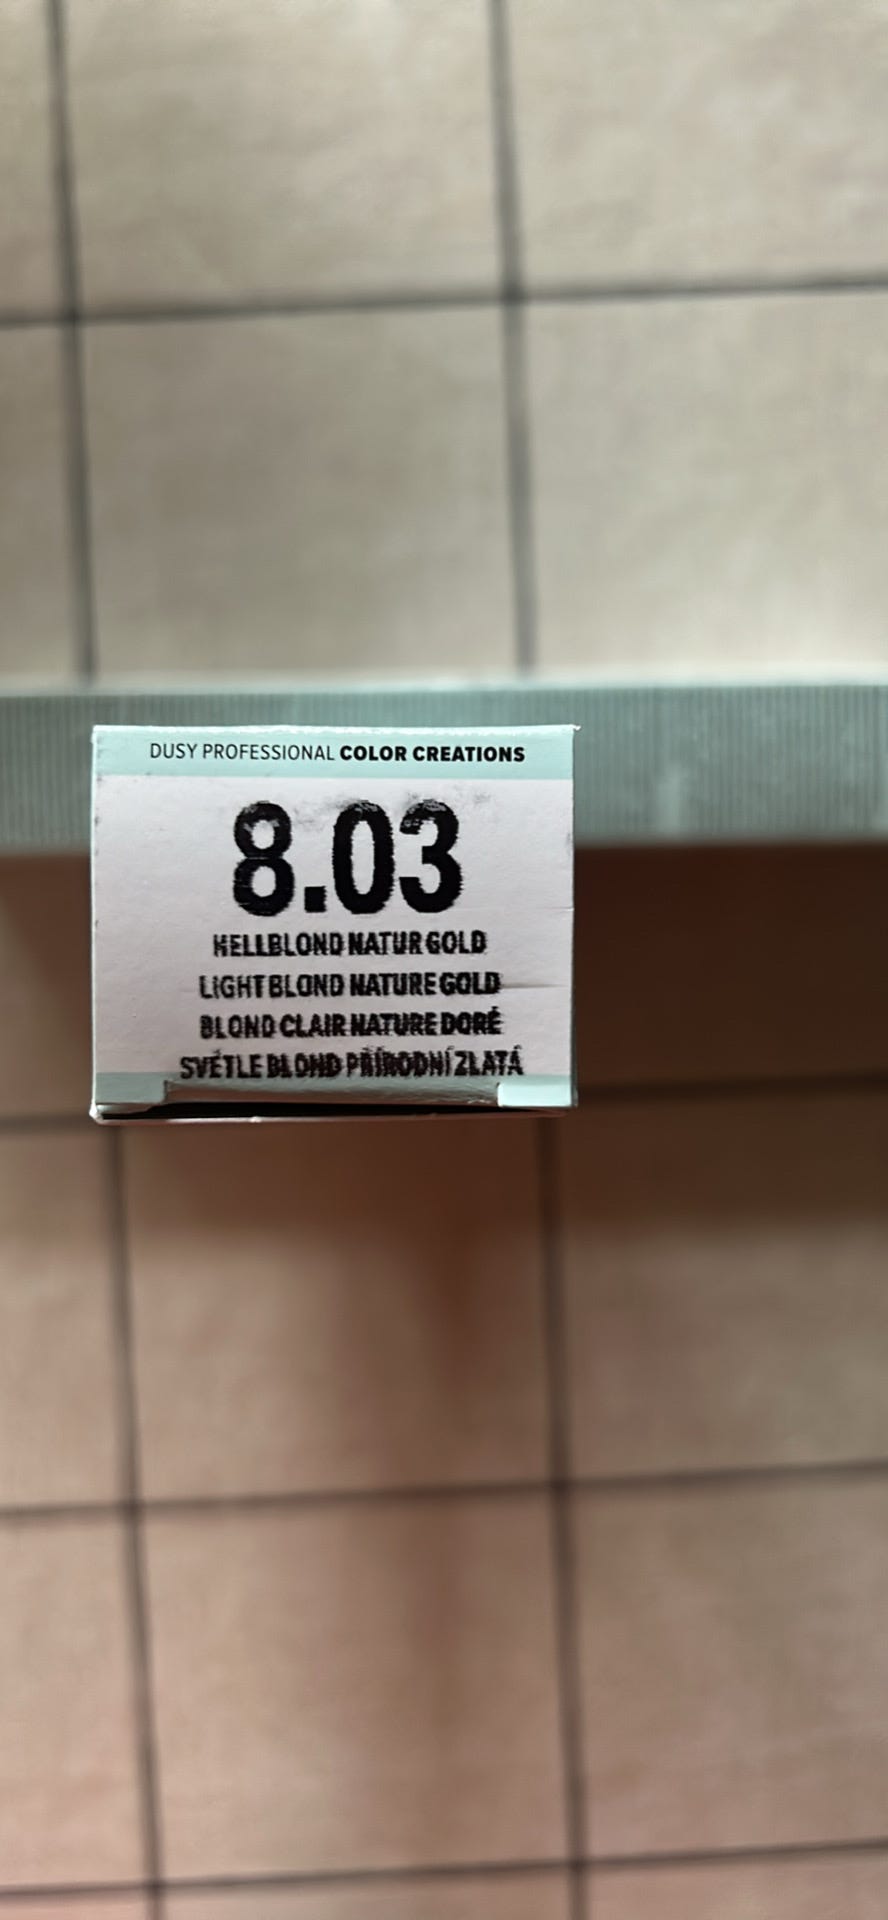 DUSY PROFESSIONAL COLOR CREATIONS
8.03
HELLBLOND NATUR GOLD
LIGHT BLOND NATURE GOLD
BLOND CLAIR NATURE DORÉ
SVĚTLE BLOND PŘÍRODNÍ ZLATÁ